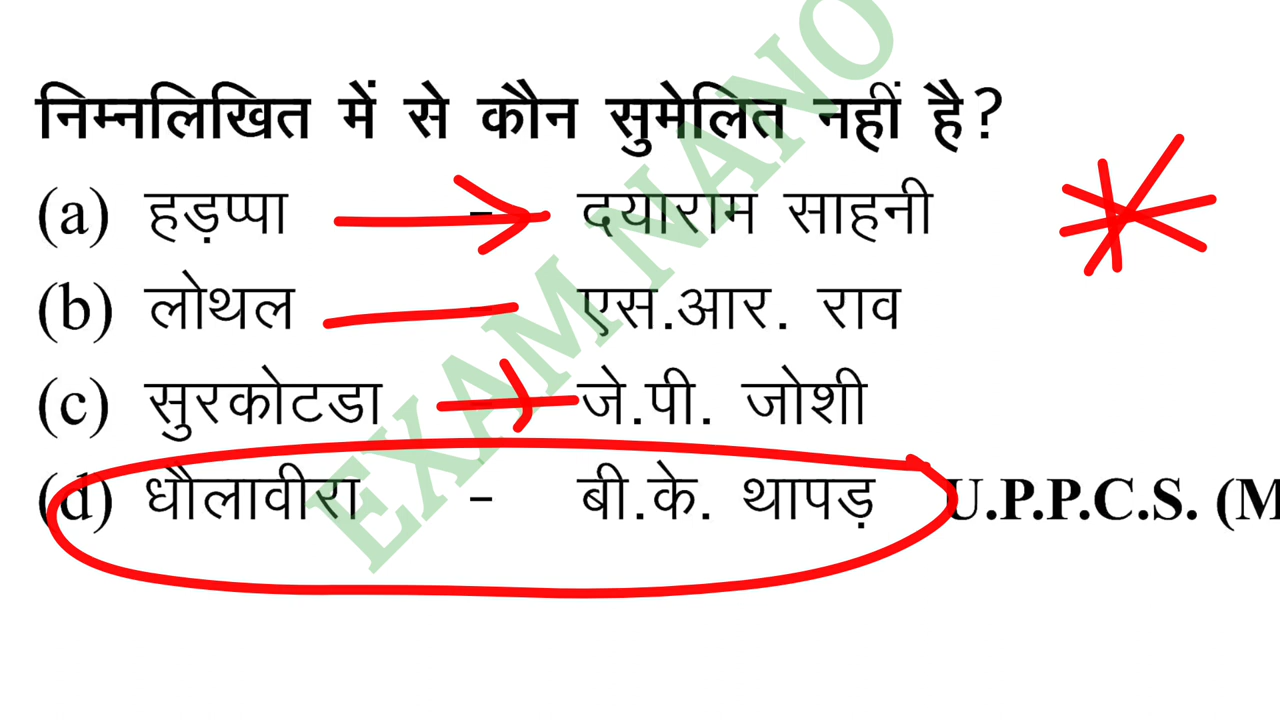 निम्नलिखित में से कौन सुमेलित नहीं है?
(a) हड़प्पा - दयाराम साहनी
(b) लोथल - एस.आर. राव
(c) सुरकोटडा - जे.पी. जोशी
(d) धौलावीरा - बी.के. थापड़ U.P.P.C.S. (M
EXAM NANO